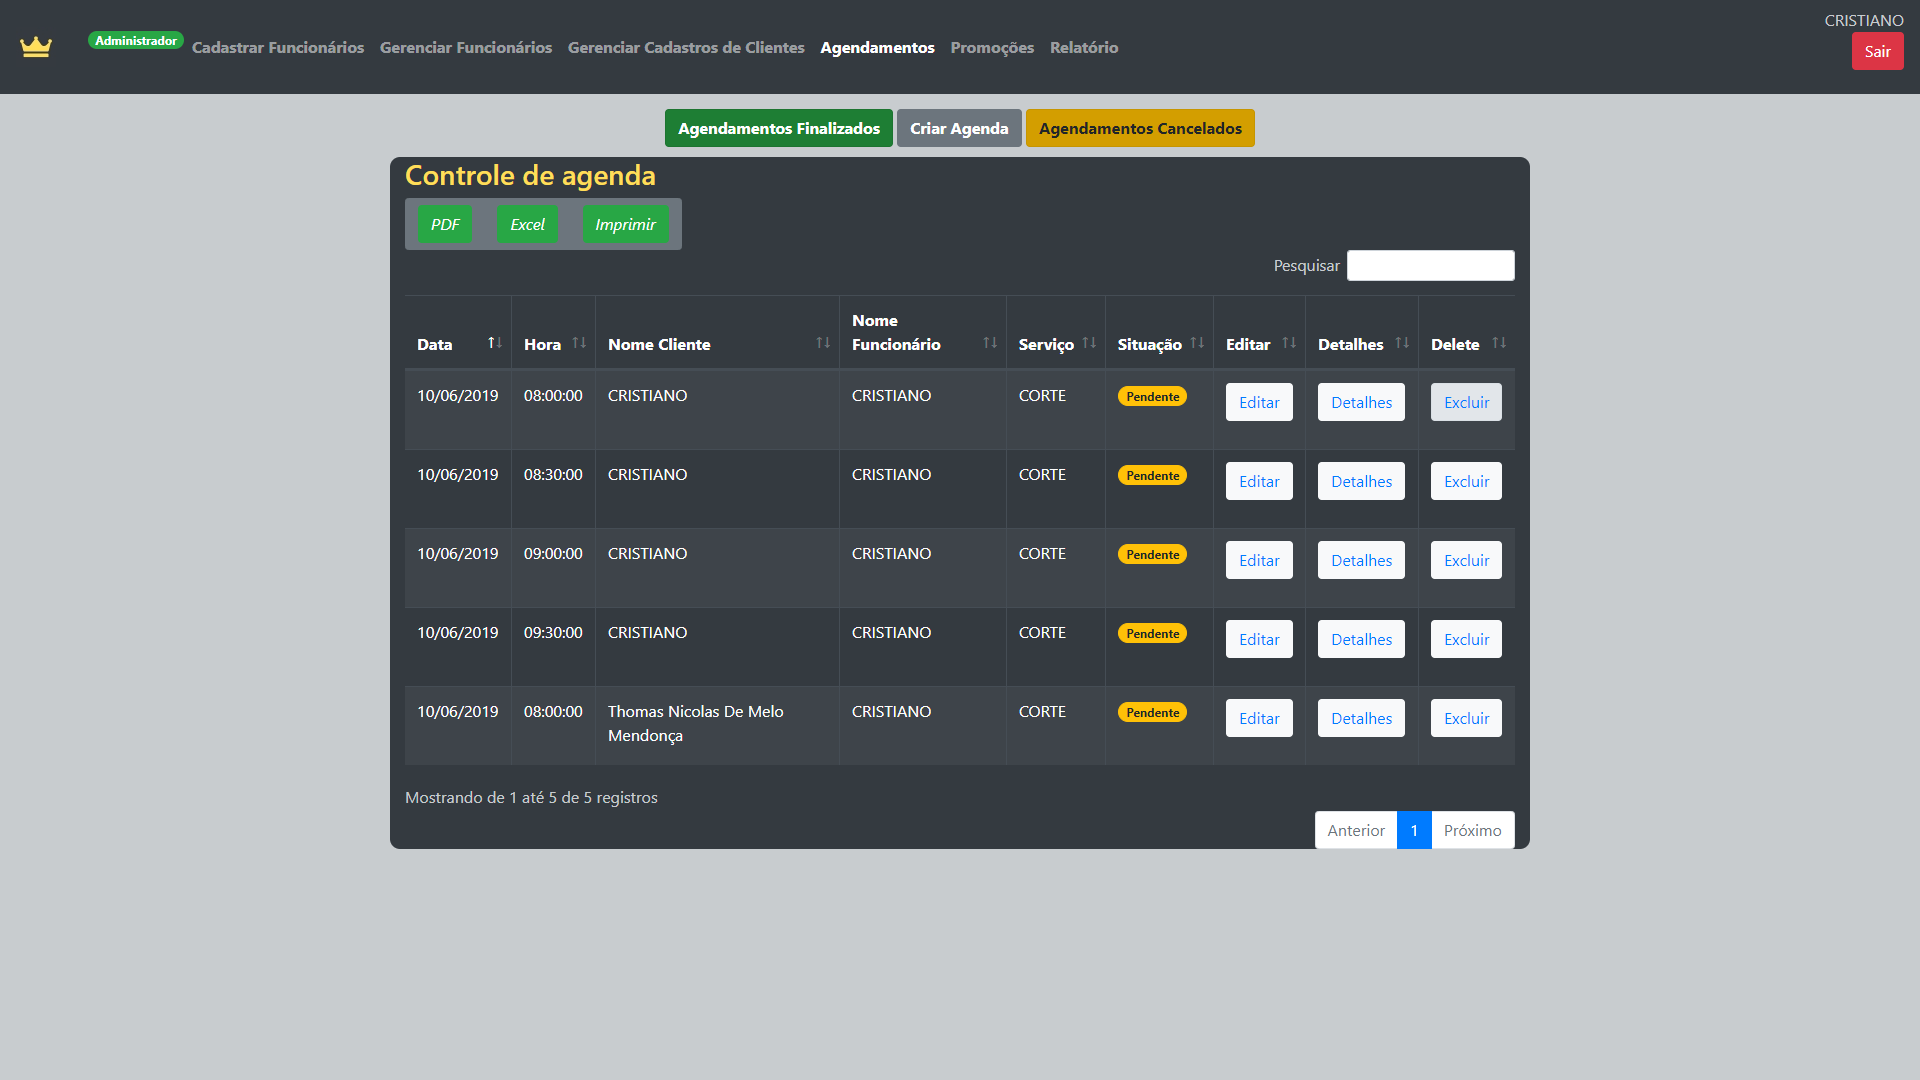 CRISTIANO
Administrador Cadastrar Funcionários Gerenciar Funcionários Gerenciar Cadastros de Clientes Agendamentos Promoções Relatório
Sair
Agendamentos Finalizados Criar Agenda Agendamentos Cancelados
Controle de agenda
PDF Excel Imprimir
Pesquisar
Data Hora Nome Cliente Nome Funcionário Serviço Situação Editar Detalhes Delete
10/06/2019 08:00:00 CRISTIANO CRISTIANO CORTE Pendente Editar Detalhes Excluir
10/06/2019 08:30:00 CRISTIANO CRISTIANO CORTE Pendente Editar Detalhes Excluir
10/06/2019 09:00:00 CRISTIANO CRISTIANO CORTE Pendente Editar Detalhes Excluir
10/06/2019 09:30:00 CRISTIANO CRISTIANO CORTE Pendente Editar Detalhes Excluir
10/06/2019 08:00:00 Thomas Nicolas De Melo Mendonça CRISTIANO CORTE Pendente Editar Detalhes Excluir
Mostrando de 1 até 5 de 5 registros
Anterior 1 Próximo